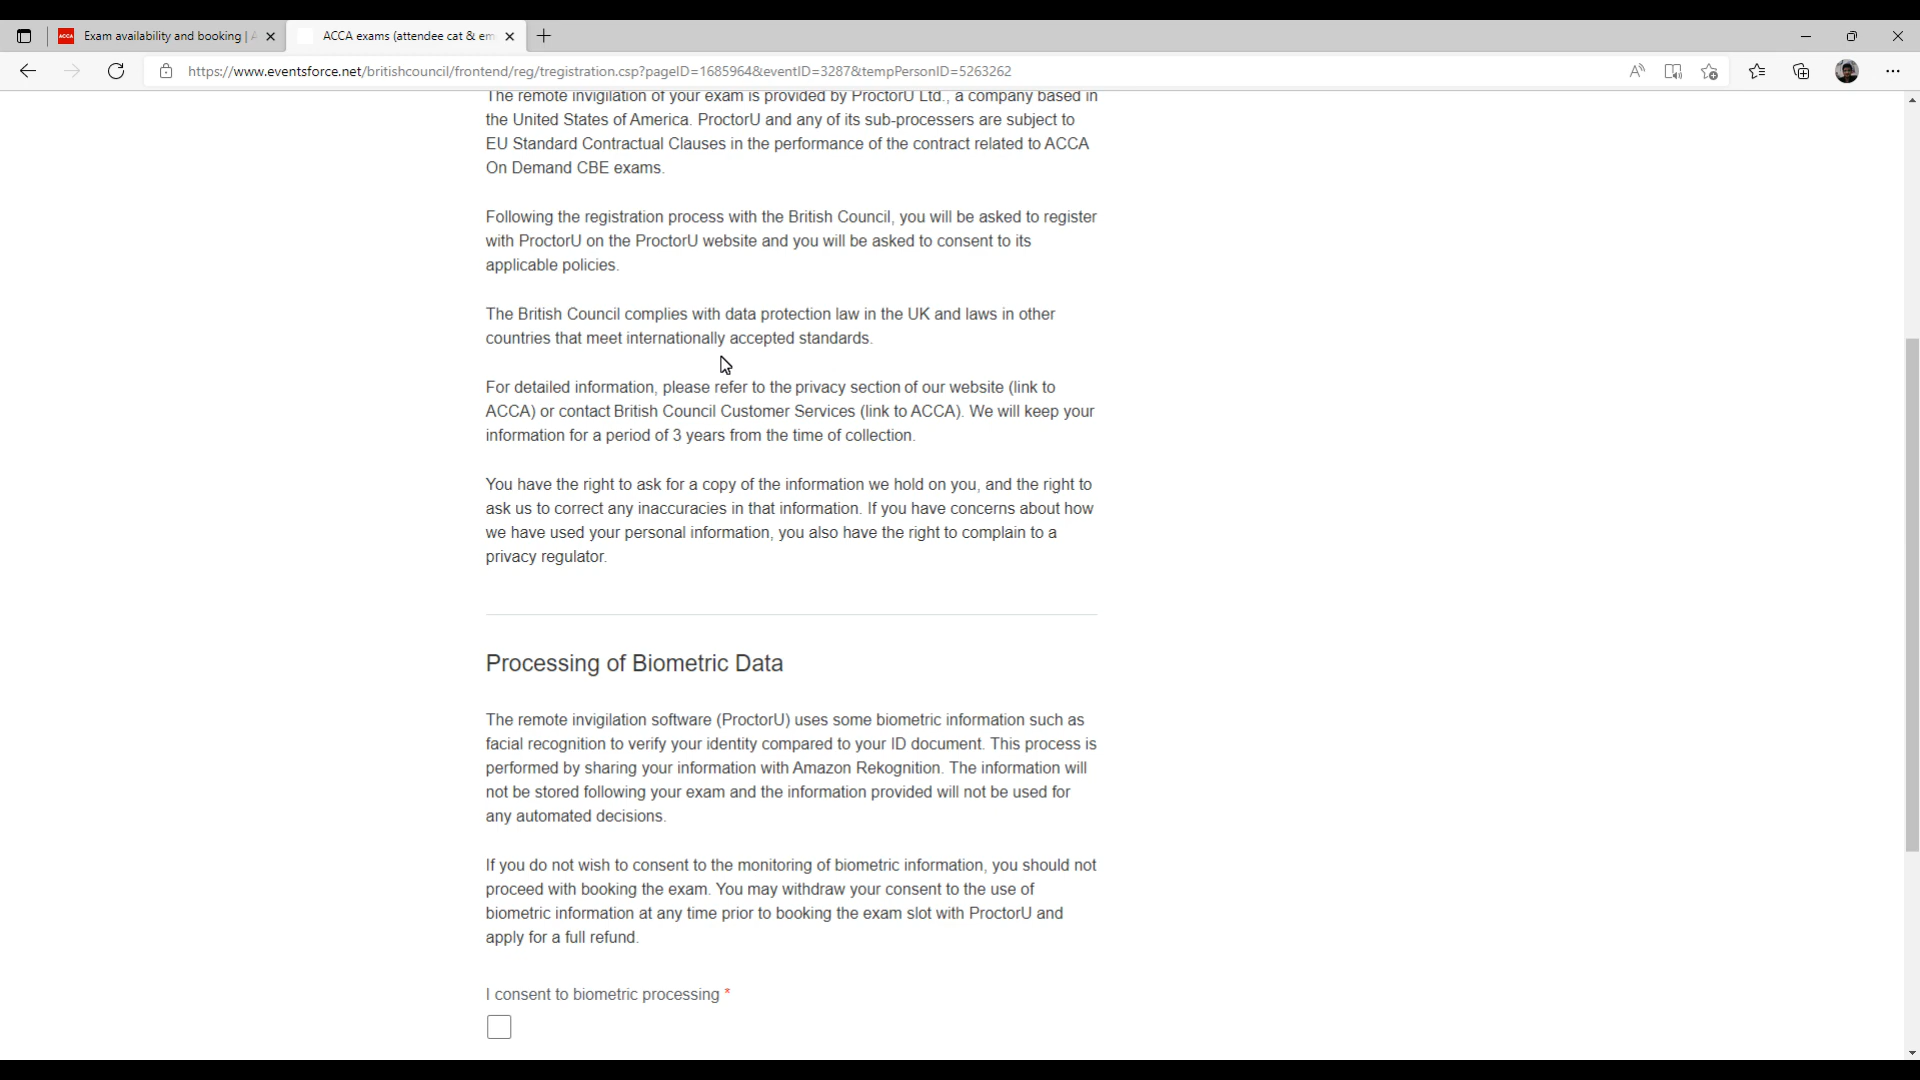 Exam availability and booking |
ACCA exams (attendee cat & em
https://www.eventsforce.net/britishcouncil/frontend/reg/tregistration.csp?pageID=1685964&eventID=3287&tempPersonID=5263262
The remote invigilation of your exam is provided by ProctorU Ltd., a company based in
the United States of America. ProctorU and any of its sub-processers are subject to
EU Standard Contractual Clauses in the performance of the contract related to ACCA
On Demand CBE exams.
Following the registration process with the British Council, you will be asked to register
with ProctorU on the ProctorU website and you will be asked to consent to its
applicable policies.
The British Council complies with data protection law in the UK and laws in other
countries that meet internationally accepted standards.
For detailed information, please refer to the privacy section of our website (link to
ACCA) or contact British Council Customer Services (link to ACCA). We will keep your
information for a period of 3 years from the time of collection.
You have the right to ask for a copy of the information we hold on you, and the right to
ask us to correct any inaccuracies in that information. If you have concerns about how
we have used your personal information, you also have the right to complain to a
privacy regulator.
Processing of Biometric Data
The remote invigilation software (ProctorU) uses some biometric information such as
facial recognition to verify your identity compared to your ID document. This process is
performed by sharing your information with Amazon Rekognition. The information will
not be stored following your exam and the information provided will not be used for
any automated decisions.
If you do not wish to consent to the monitoring of biometric information, you should not
proceed with booking the exam. You may withdraw your consent to the use of
biometric information at any time prior to booking the exam slot with ProctorU and
apply for a full refund.
I consent to biometric processing *